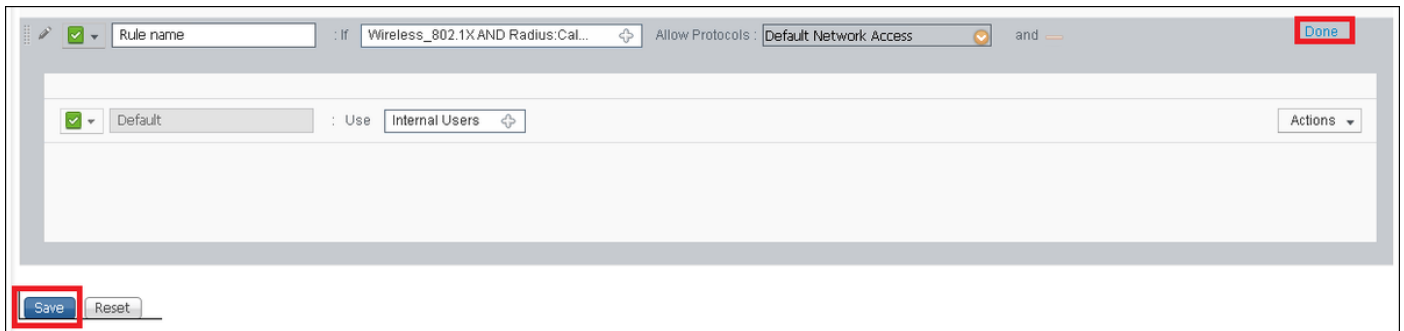 Rule name : If Wireless_802.1X AND Radius:Cal... Allow Protocols : Default Network Access and Done
Default : Use Internal Users Actions
Save Reset